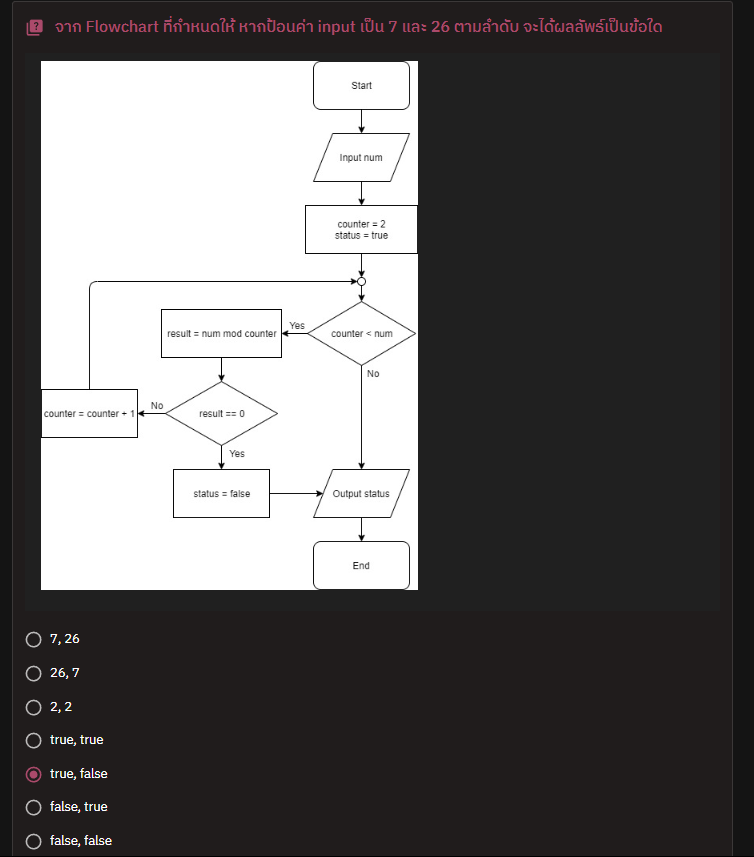 จาก Flowchart ที่กำหนดให้ หากป้อนค่า input เป็น 7 และ 26 ตามลำดับ จะได้ผลลัพธ์เป็นข้อใด
Start
Input num
counter = 2
status = true
counter < num
Yes
No
result = num mod counter
result == 0
No
Yes
counter = counter + 1
status = false
Output status
End
7, 26
26, 7
2, 2
true, true
true, false
false, true
false, false